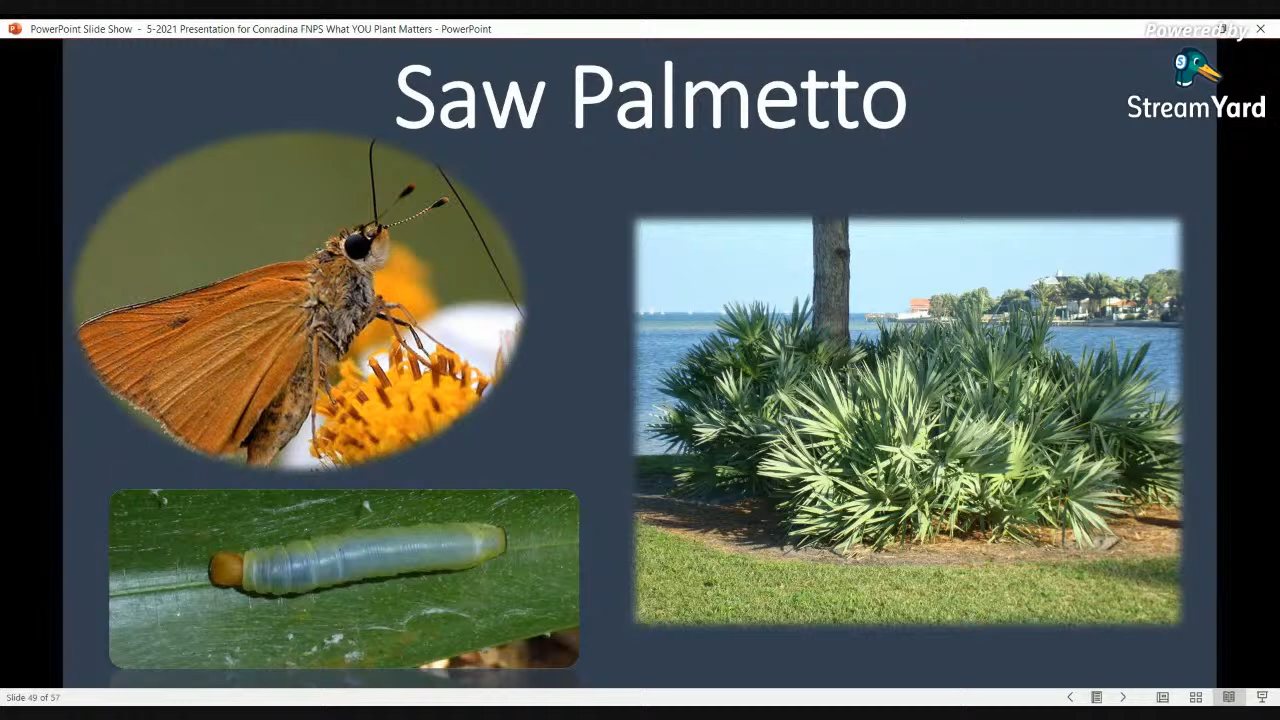 PowerPoint Slide Show - 5-2021 Presentation for Conradina FNPS What YOU Plant Matters - PowerPoint
Powered by
StreamYard
Saw Palmetto
Slide 49 of 57